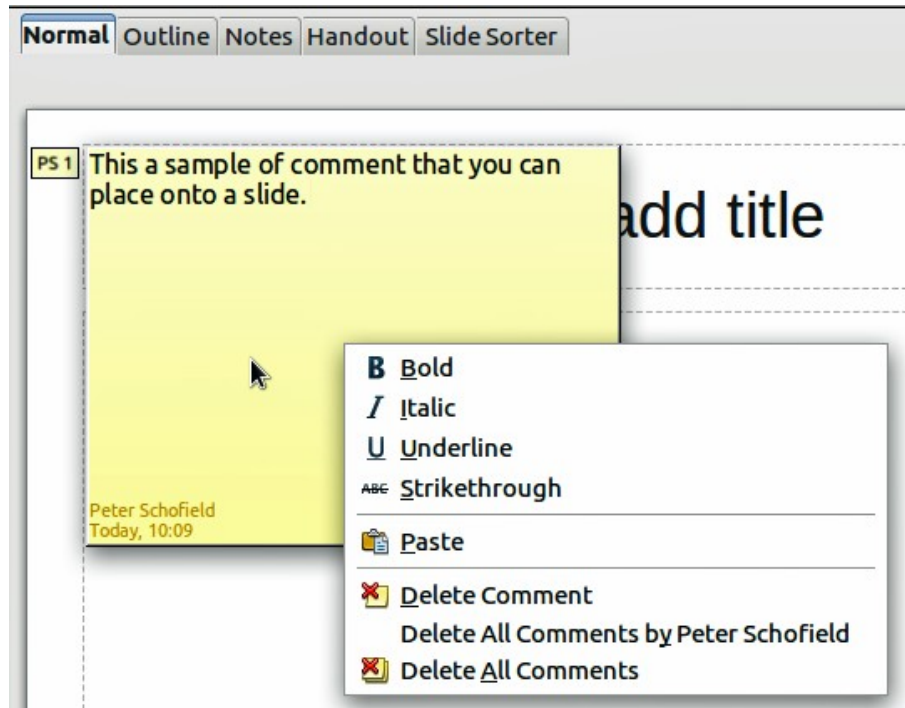 Normal Outline Notes Handout Slide Sorter
PS 1
This a sample of comment that you can
place onto a slide.
add title
Peter Schofield
Today, 10:09
B Bold
I Italic
U Underline
ABC Strikethrough
Paste
Delete Comment
Delete All Comments by Peter Schofield
Delete All Comments